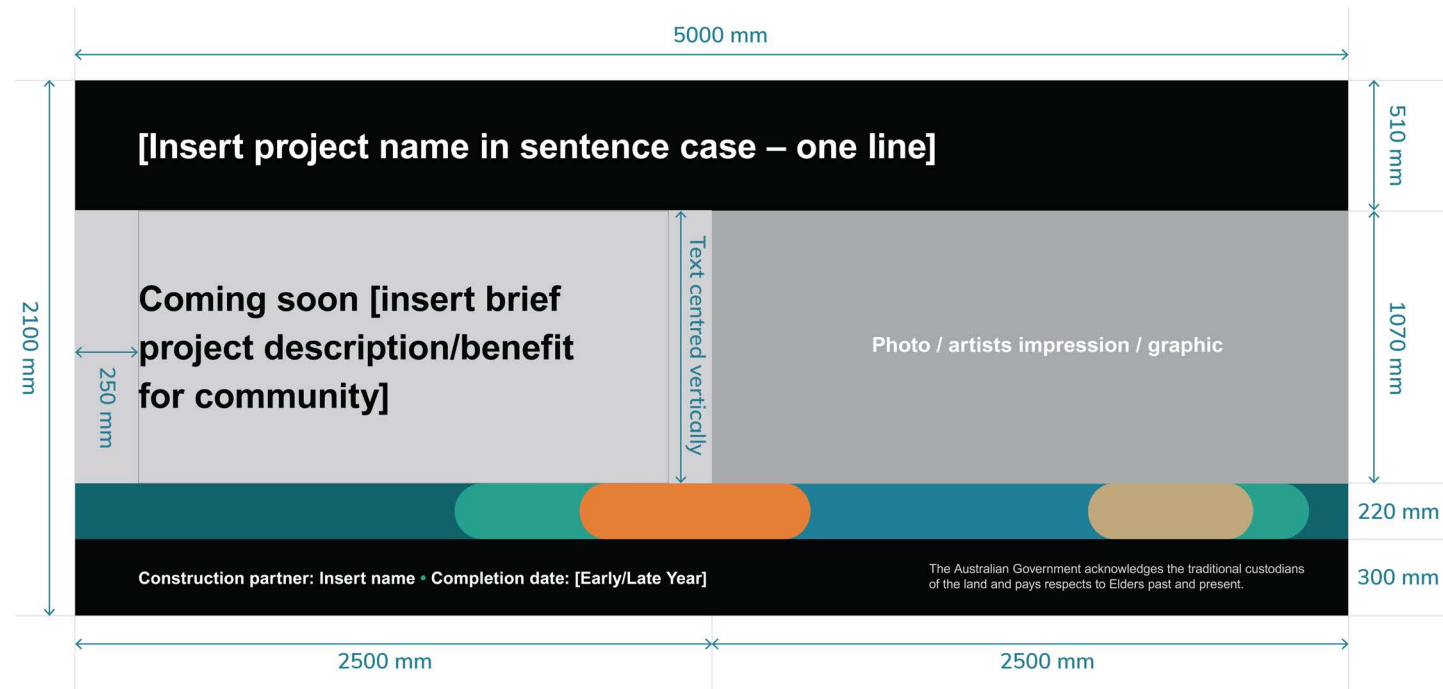 5000 mm
[Insert project name in sentence case – one line]
510 mm
2100 mm
250 mm
Coming soon [insert brief
project description/benefit
for community]
Text centred vertically
Photo / artists impression / graphic
1070 mm
220 mm
Construction partner: Insert name • Completion date: [Early/Late Year]
The Australian Government acknowledges the traditional custodians
of the land and pays respects to Elders past and present.
300 mm
2500 mm
2500 mm